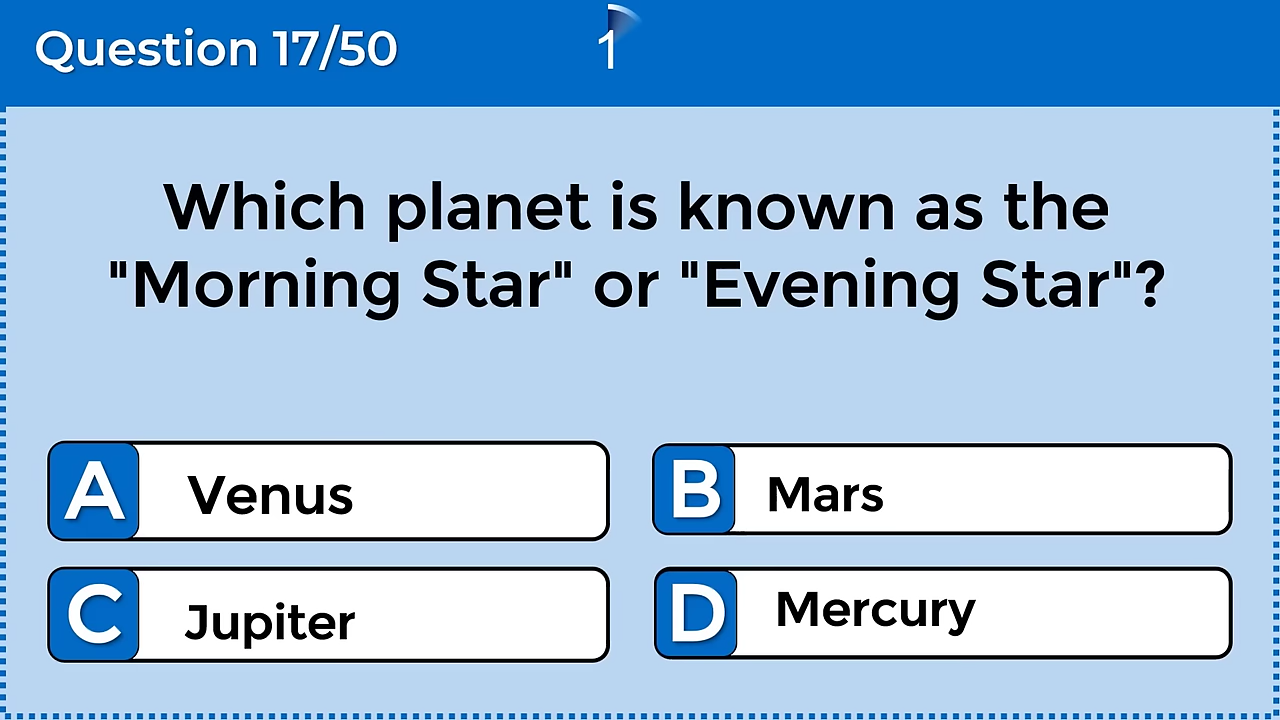 Question 17/50
1
Which planet is known as the
"Morning Star" or "Evening Star"?
A Venus
B Mars
C Jupiter
D Mercury